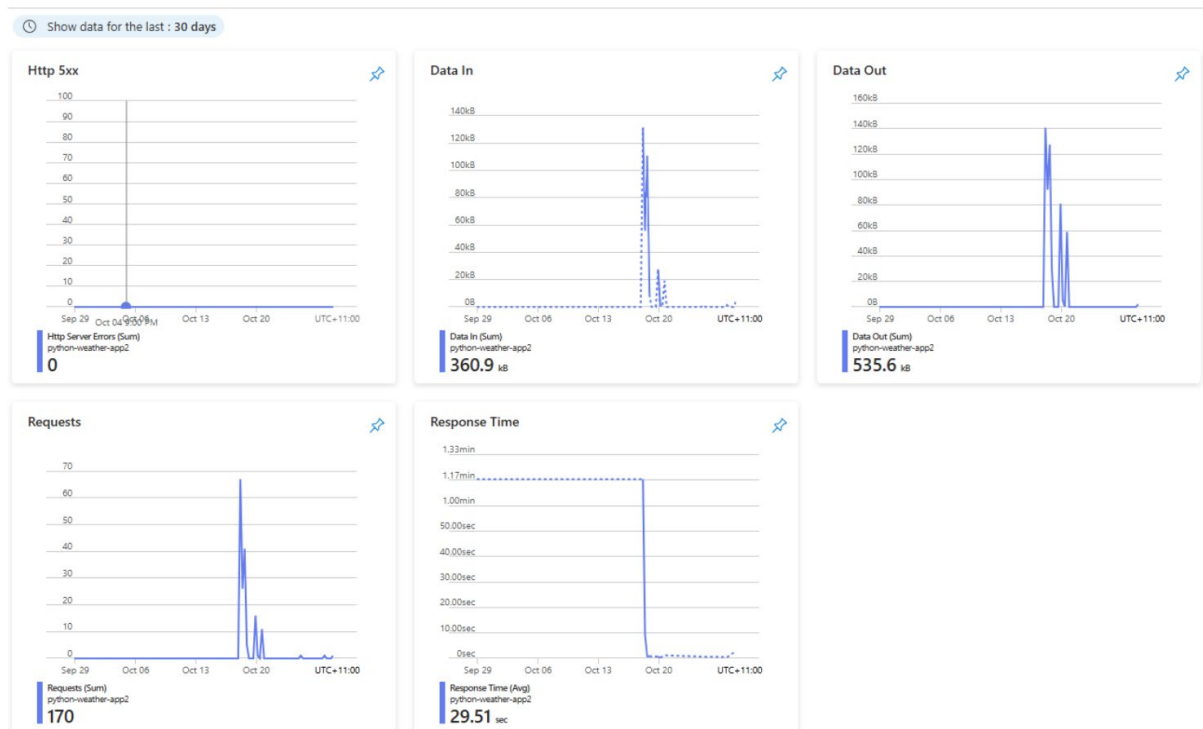 Show data for the last : 30 days
Http 5xx
100
90
80
70
60
50
40
30
20
10
0
Sep 29
Oct 06
Oct 13
Oct 20
UTC+11:00
Oct 04 9:00 PM
Http Server Errors (Sum)
python-weather-app2
0
Data In
140kB
120kB
100kB
80kB
60kB
40kB
20kB
0B
Sep 29
Oct 06
Oct 13
Oct 20
UTC+11:00
Data In (Sum)
python-weather-app2
360.9 kB
Data Out
160kB
140kB
120kB
100kB
80kB
60kB
40kB
20kB
0B
Sep 29
Oct 06
Oct 13
Oct 20
UTC+11:00
Data Out (Sum)
python-weather-app2
535.6 kB
Requests
70
60
50
40
30
20
10
0
Sep 29
Oct 06
Oct 13
Oct 20
UTC+11:00
Requests (Sum)
python-weather-app2
170
Response Time
1.33min
1.17min
1.00min
50.00sec
40.00sec
30.00sec
20.00sec
10.00sec
0sec
Sep 29
Oct 06
Oct 13
Oct 20
UTC+11:00
Response Time (Avg)
python-weather-app2
29.51 sec